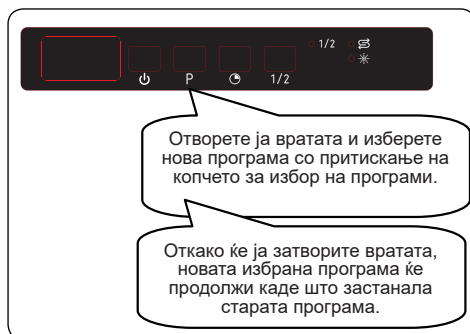 1/2
P
1/2
Отворете ја вратата и изберете
нова програма со притискање на
копчето за избор на програми.
Откако ќе ја затворите вратата,
новата избрана програма ќе
продолжи каде што застанала
старата програма.